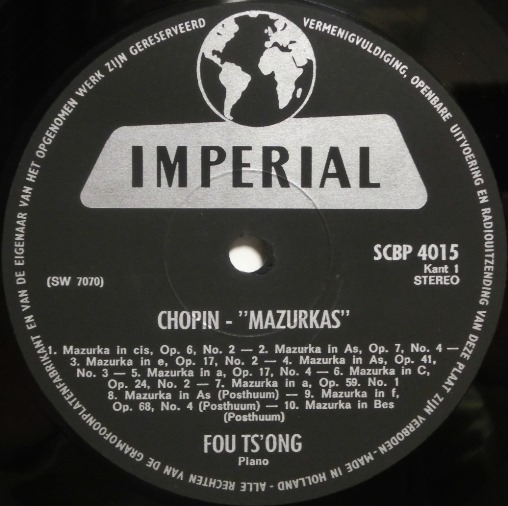 ALLE RECHTEN VAN DE GRAMOFOONPLATENFABRIKANT EN VAN DE EIGENAAR VAN HET OPGENOMEN WERK ZIJN GERESERVEERD
VERMENIGVULDIGING, OPENBARE UITVOERING EN RADIOUITZENDING VAN DEZE PLAAT ZIJN VERBODEN - MADE IN HOLLAND -
IMPERIAL
SCBP 4015
Kant 1
STEREO
(SW 7070)
CHOPIN - "MAZURKAS"
1. Mazurka in cis, Op. 6, No. 2 — 2. Mazurka in As, Op. 7, No. 4 —
3. Mazurka in e, Op. 17, No. 2 — 4. Mazurka in As, Op. 41,
No. 3 — 5. Mazurka in a, Op. 17, No. 4 — 6. Mazurka in C,
Op. 24, No. 2 — 7. Mazurka in a, Op. 59. No. 1
8. Mazurka in As (Posthuum) — 9. Mazurka in f,
Op. 68, No. 4 (Posthuum) — 10. Mazurka in Bes
(Posthuum)
FOU TS'ONG
Piano